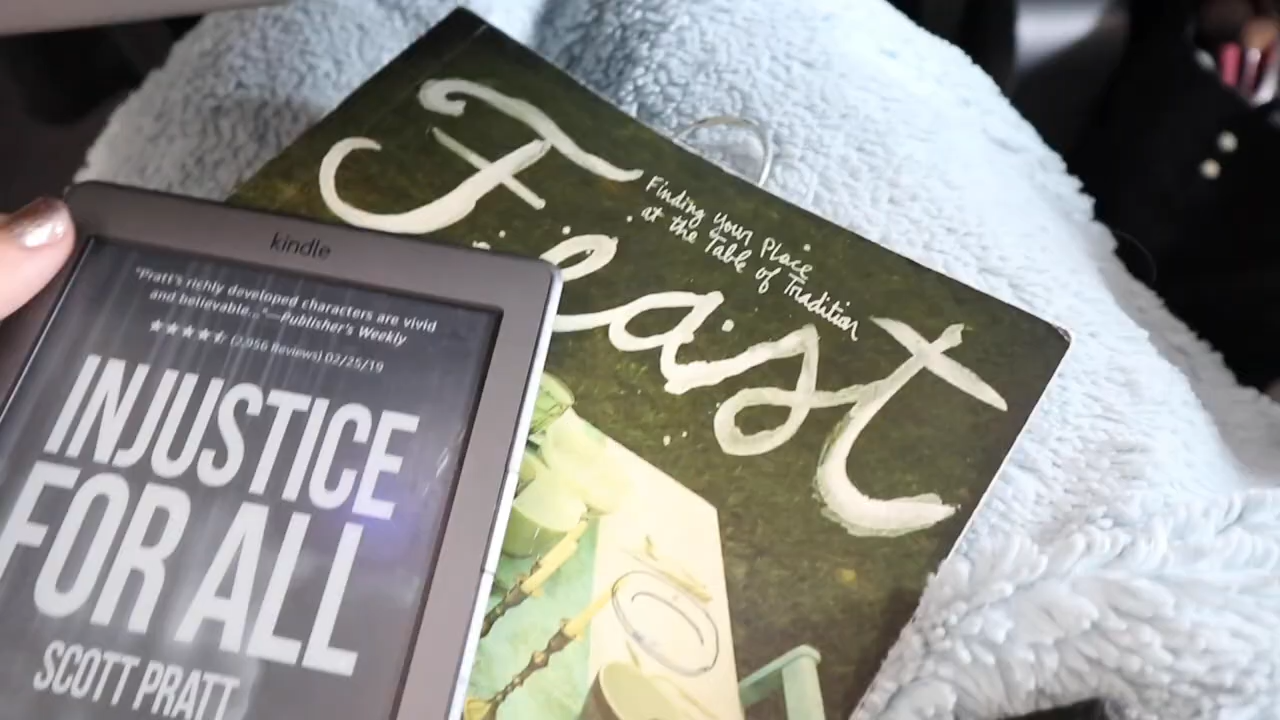 kindle
"Pratt's richly developed characters are vivid
and believable..."—Publisher's Weekly
(2,056 Reviews) 02/25/19
INJUSTICE
FOR ALL
SCOTT PRATT
Feast
Finding your Place
at the Table of Tradition